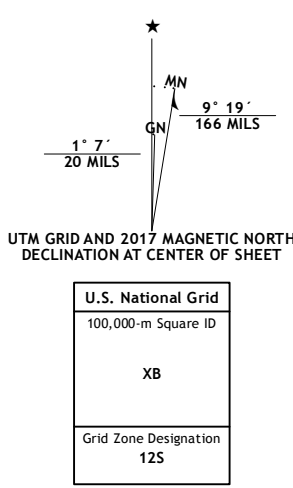 ★
MN
GN
9° 19´
166 MILS
1° 7´
20 MILS
UTM GRID AND 2017 MAGNETIC NORTH
DECLINATION AT CENTER OF SHEET
U.S. National Grid
100,000-m Square ID
XB
Grid Zone Designation
12S